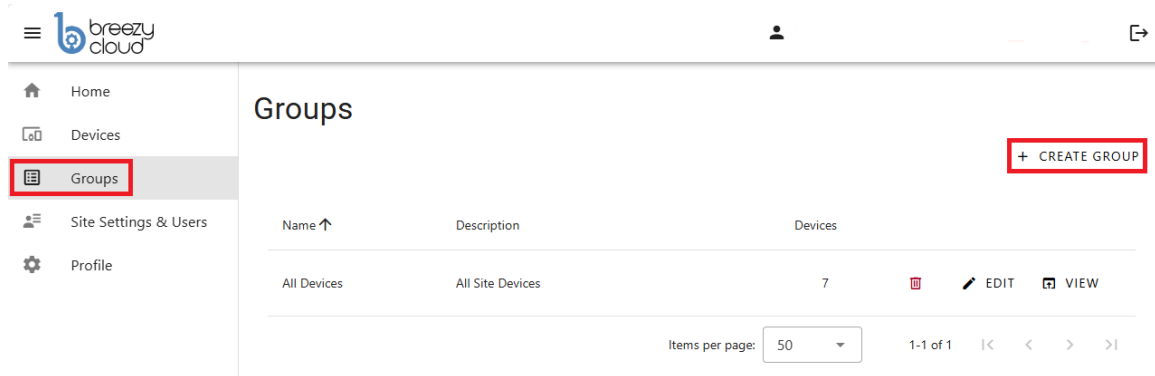 breezy
cloud
Home
Devices
Groups
Site Settings & Users
Profile
Groups
+ CREATE GROUP
Name Description Devices
All Devices All Site Devices 7 EDIT VIEW
Items per page: 50 1-1 of 1